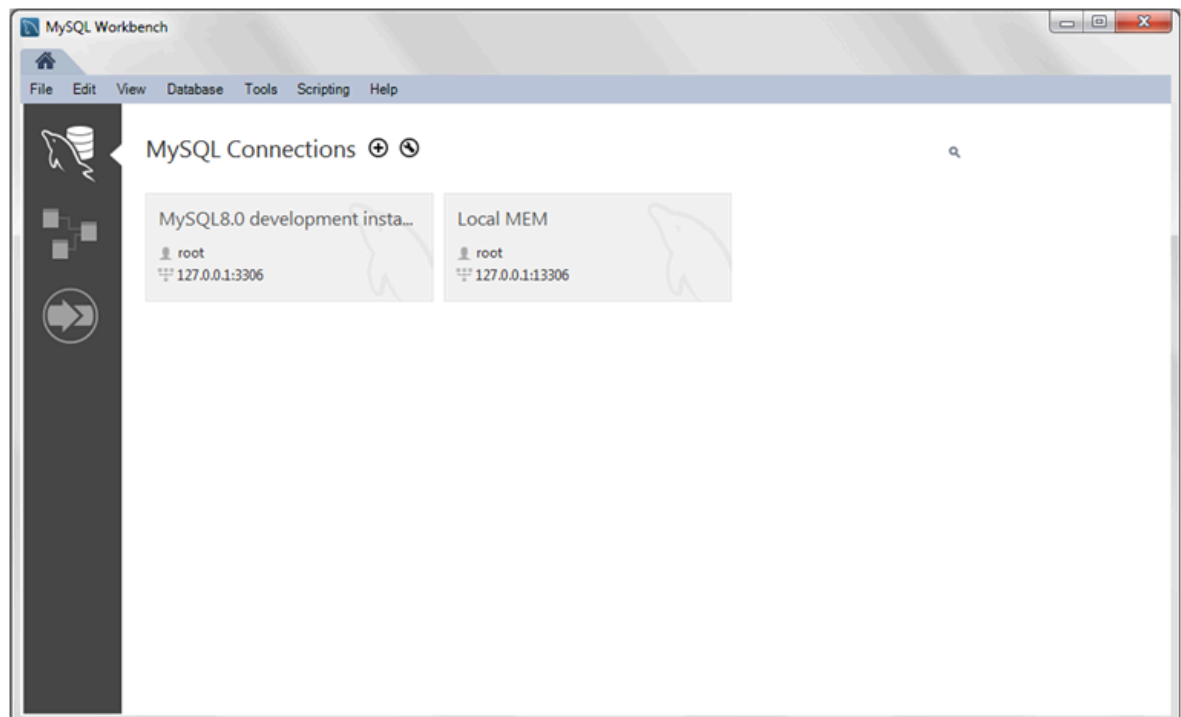 MySQL Workbench
File Edit View Database Tools Scripting Help
MySQL Connections
MySQL8.0 development insta...
root
127.0.0.1:3306
Local MEM
root
127.0.0.1:13306